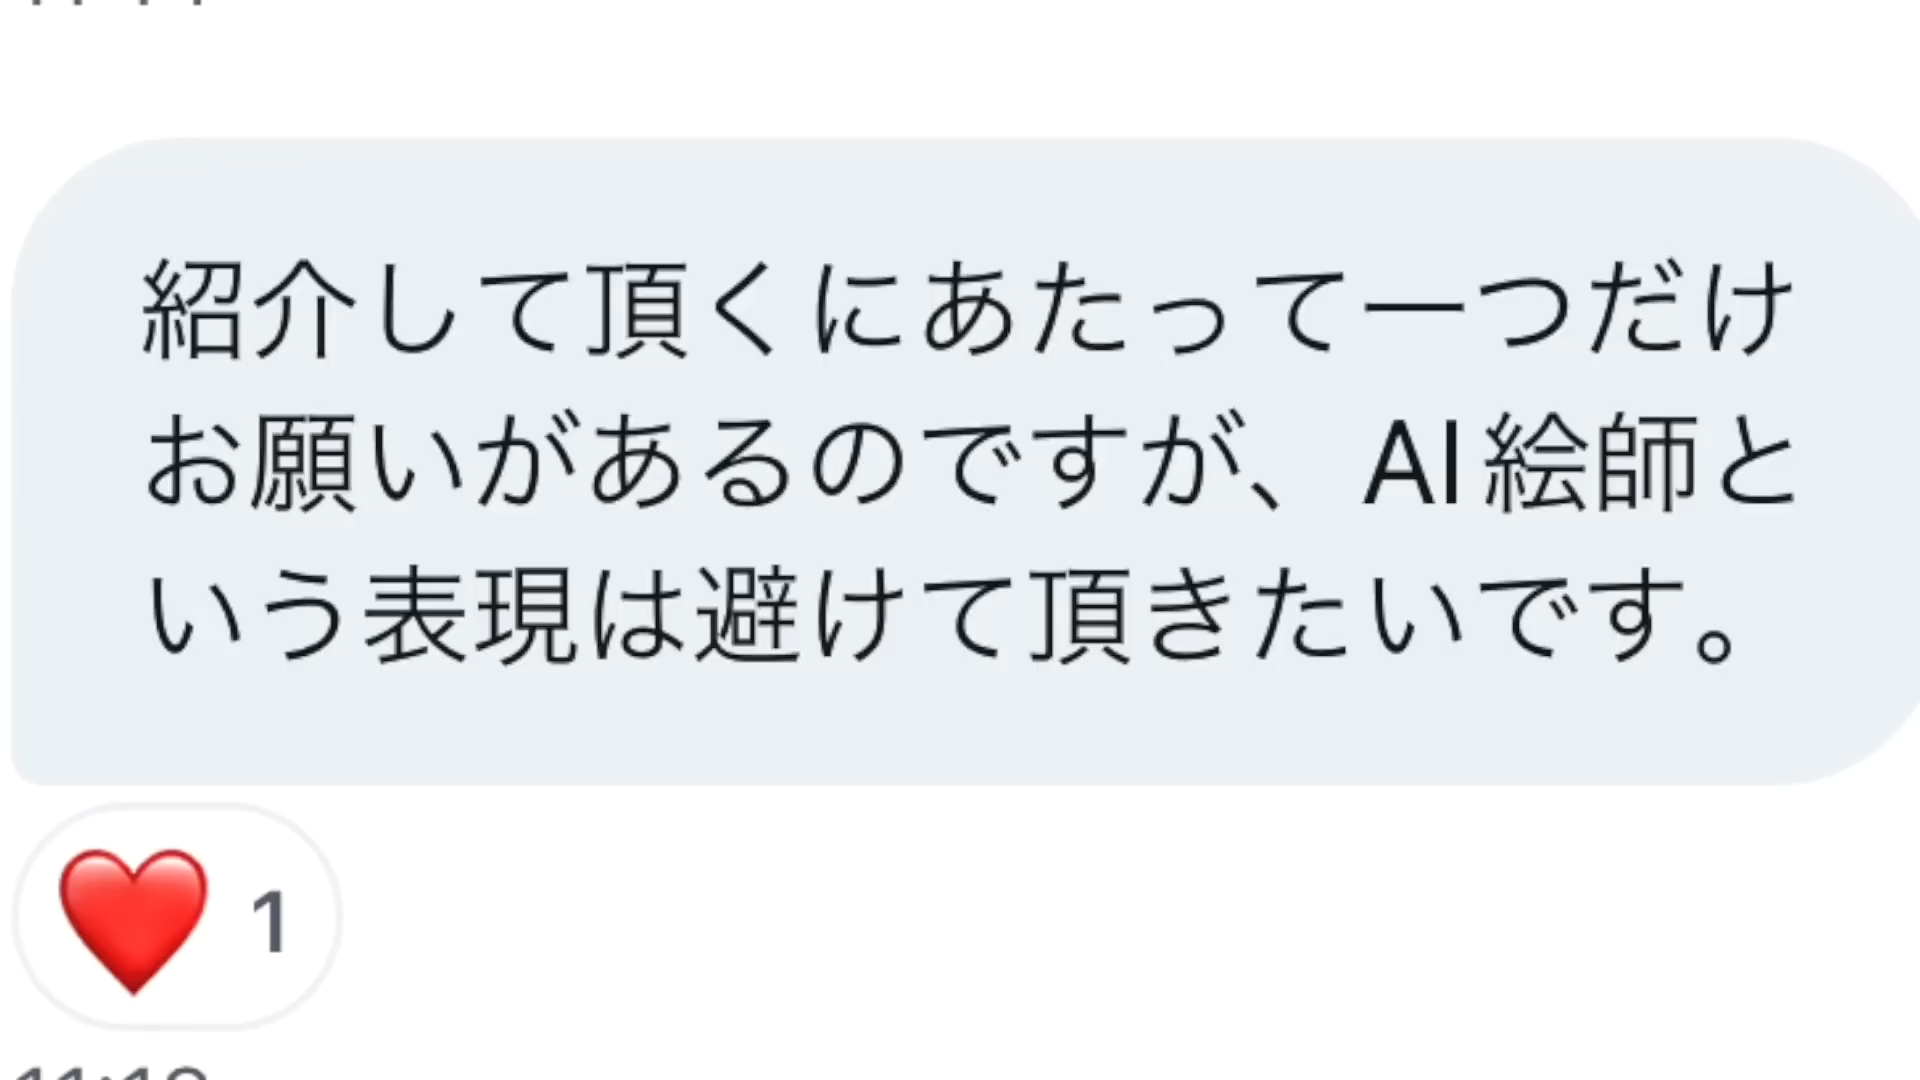 紹介して頂くにあたって一つだけ
お願いがあるのですが、AI絵師と
いう表現は避けて頂きたいです。
1